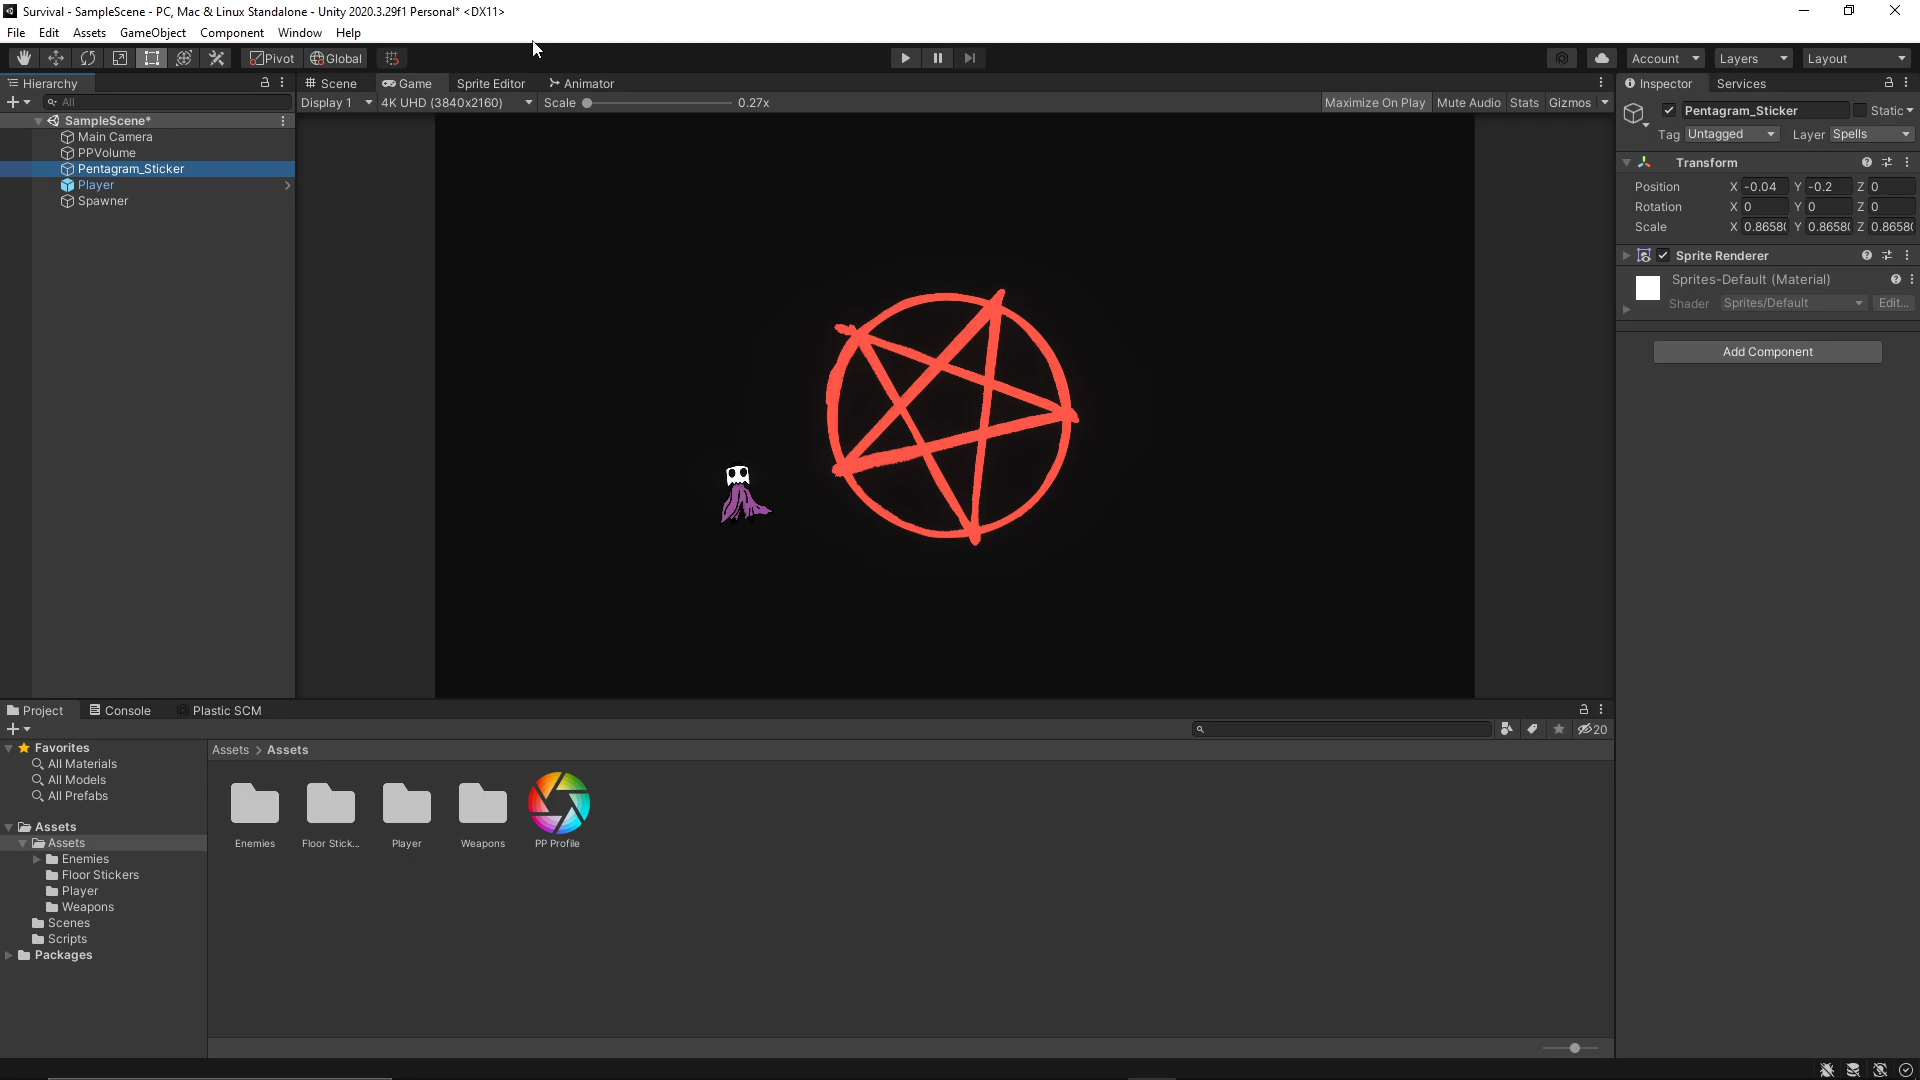 Survival - SampleScene - PC, Mac & Linux Standalone - Unity 2020.3.29f1 Personal* <DX11>
File Edit Assets GameObject Component Window Help
Pivot Global
Account Layers Layout
Hierarchy
All
SampleScene*
Main Camera
PPVolume
Pentagram_Sticker
Player
Spawner
Scene Game Sprite Editor Animator
Display 1 4K UHD (3840x2160) Scale 0.27x Maximize On Play Mute Audio Stats Gizmos
Inspector Services
Pentagram_Sticker Static
Tag Untagged Layer Spells
Transform
Position X -0.04 Y -0.2 Z 0
Rotation X 0 Y 0 Z 0
Scale X 0.8658( Y 0.8658( Z 0.8658(
Sprite Renderer
Sprites-Default (Material)
Shader Sprites/Default Edit...
Add Component
Project Console Plastic SCM
20
Favorites
All Materials
All Models
All Prefabs
Assets
Assets
Enemies
Floor Stickers
Player
Weapons
Scenes
Scripts
Packages
Assets > Assets
Enemies Floor Stick... Player Weapons PP Profile